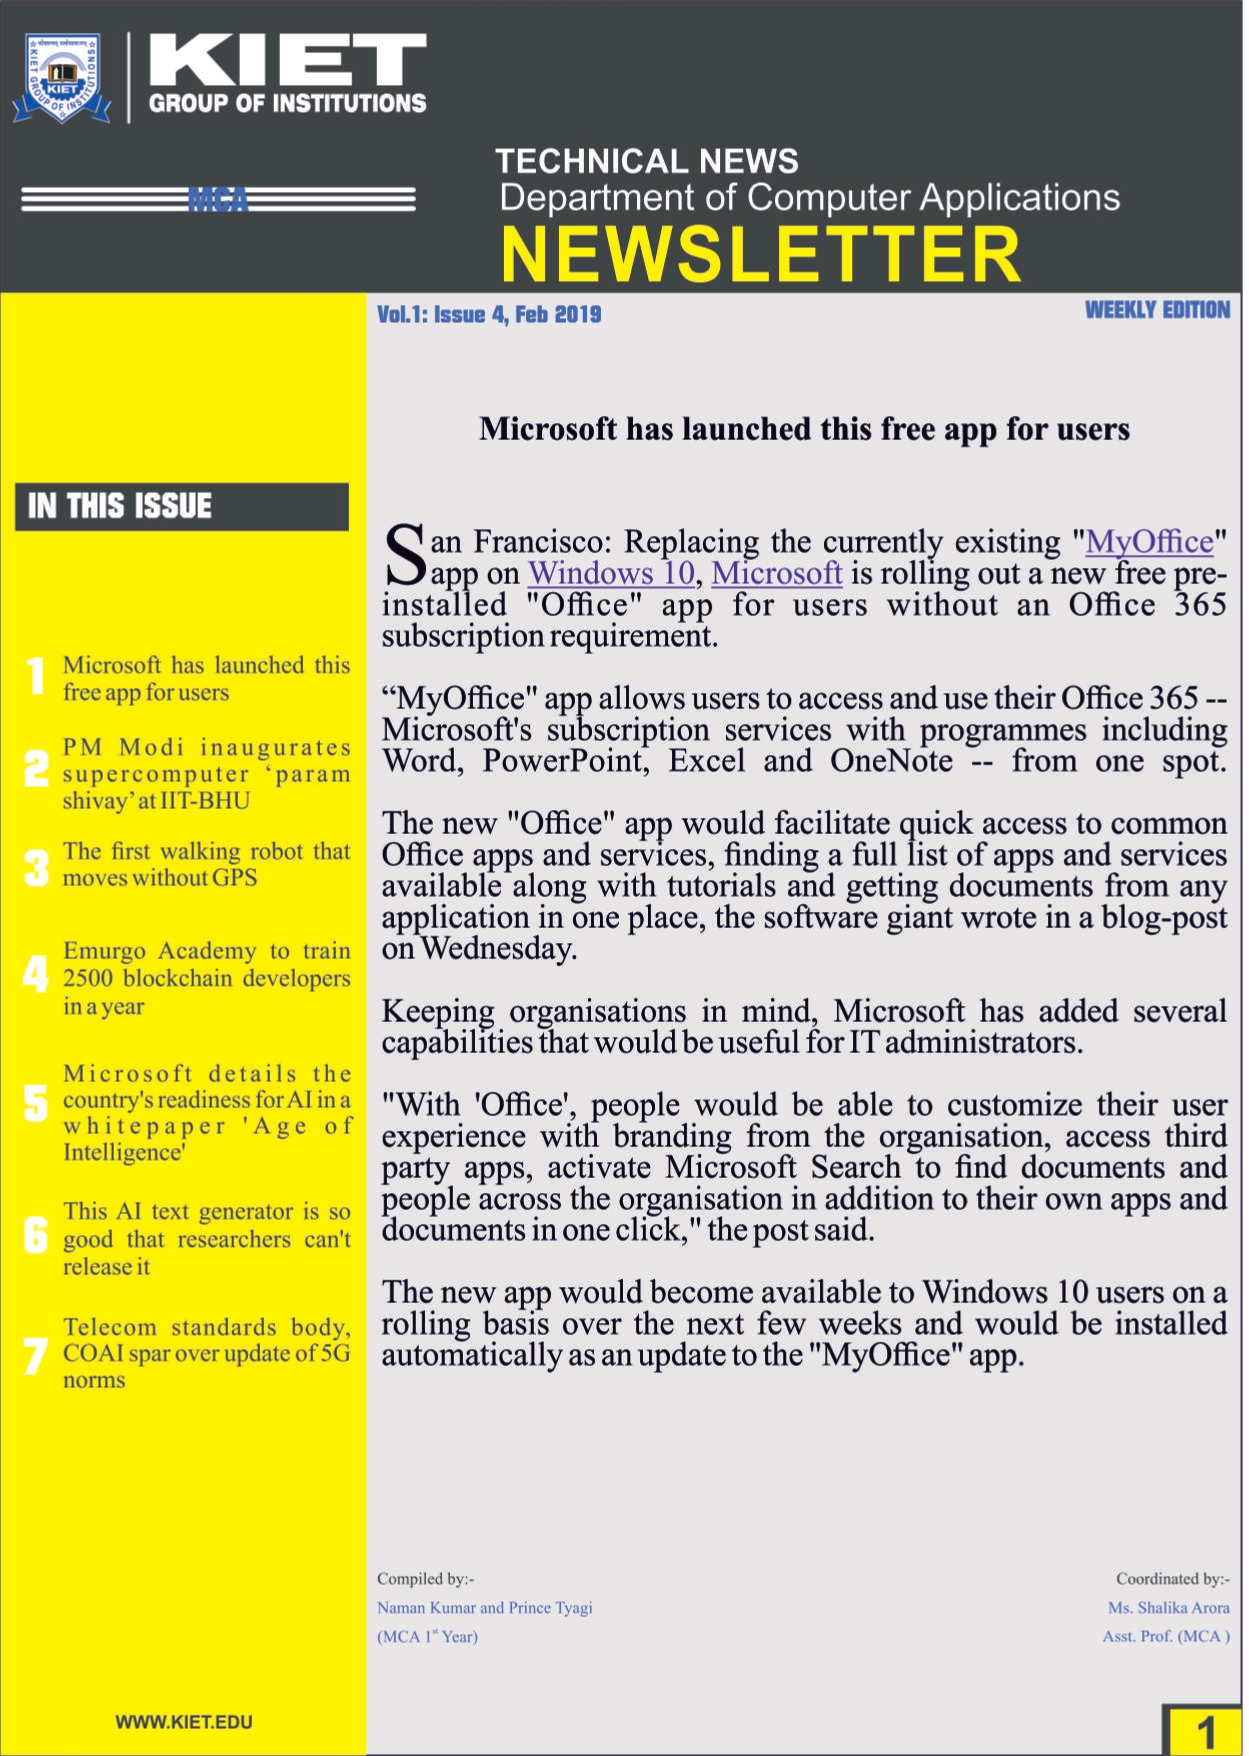 KIET
GROUP OF INSTITUTIONS
KIET GROUP OF INSTITUTIONS
KIET
MCA
TECHNICAL NEWS
Department of Computer Applications
NEWSLETTER
Vol.1: Issue 4, Feb 2019
WEEKLY EDITION
IN THIS ISSUE
1 Microsoft has launched this
free app for users
2 PM Modi inaugurates
supercomputer ‘param
shivay’ at IIT-BHU
3 The first walking robot that
moves without GPS
4 Emurgo Academy to train
2500 blockchain developers
in a year
5 Microsoft details the
country's readiness for AI in a
whitepaper 'Age of
Intelligence'
6 This AI text generator is so
good that researchers can't
release it
7 Telecom standards body,
COAI spar over update of 5G
norms
WWW.KIET.EDU
Microsoft has launched this free app for users
San Francisco: Replacing the currently existing "MyOffice"
app on Windows 10, Microsoft is rolling out a new free pre-
installed "Office" app for users without an Office 365
subscription requirement.
“MyOffice" app allows users to access and use their Office 365 --
Microsoft's subscription services with programmes including
Word, PowerPoint, Excel and OneNote -- from one spot.
The new "Office" app would facilitate quick access to common
Office apps and services, finding a full list of apps and services
available along with tutorials and getting documents from any
application in one place, the software giant wrote in a blog-post
on Wednesday.
Keeping organisations in mind, Microsoft has added several
capabilities that would be useful for IT administrators.
"With 'Office', people would be able to customize their user
experience with branding from the organisation, access third
party apps, activate Microsoft Search to find documents and
people across the organisation in addition to their own apps and
documents in one click," the post said.
The new app would become available to Windows 10 users on a
rolling basis over the next few weeks and would be installed
automatically as an update to the "MyOffice" app.
Compiled by:-
Naman Kumar and Prince Tyagi
(MCA 1st Year)
Coordinated by:-
Ms. Shalika Arora
Asst. Prof. (MCA )
1